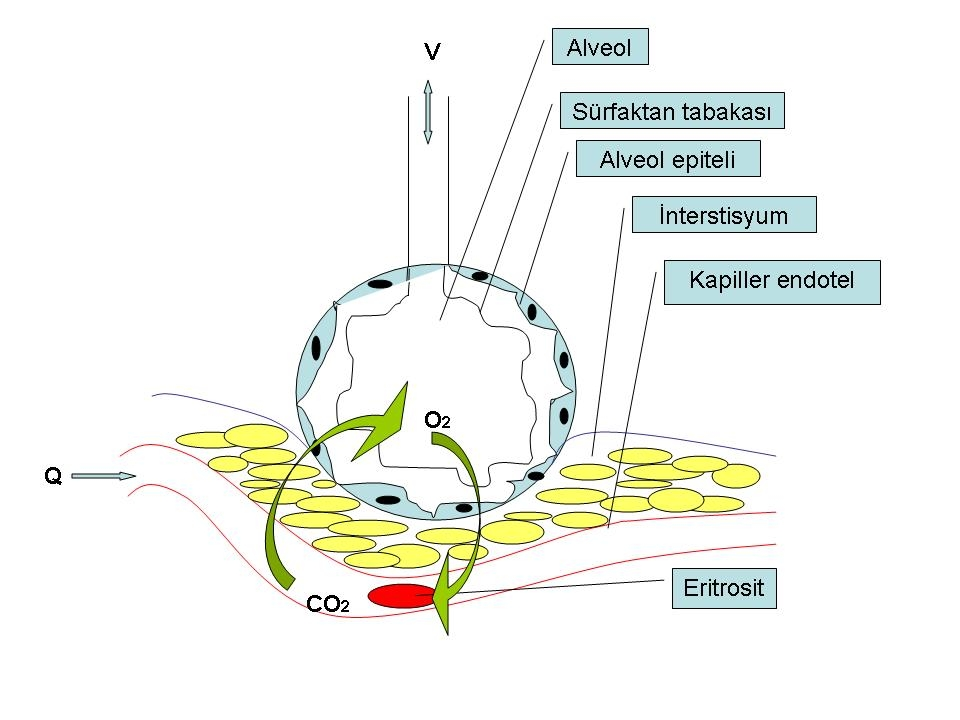 V
Alveol
Sürfaktan tabakası
Alveol epiteli
İnterstisyum
Kapiller endotel
O2
Q
CO2
Eritrosit